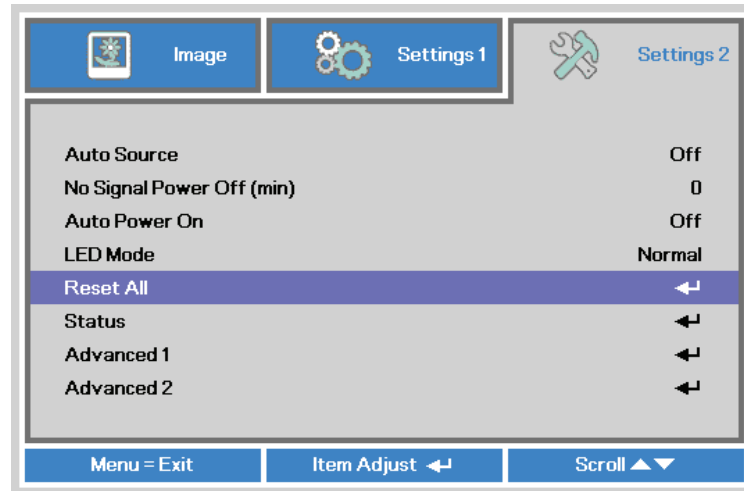 Image Settings 1 Settings 2
Auto Source Off
No Signal Power Off (min) 0
Auto Power On Off
LED Mode Normal
Reset All
Status
Advanced 1
Advanced 2
Menu = Exit Item Adjust Scroll